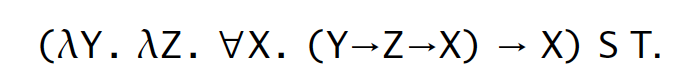 (λY. λZ. ∀X. (Y→Z→X) → X) S T.